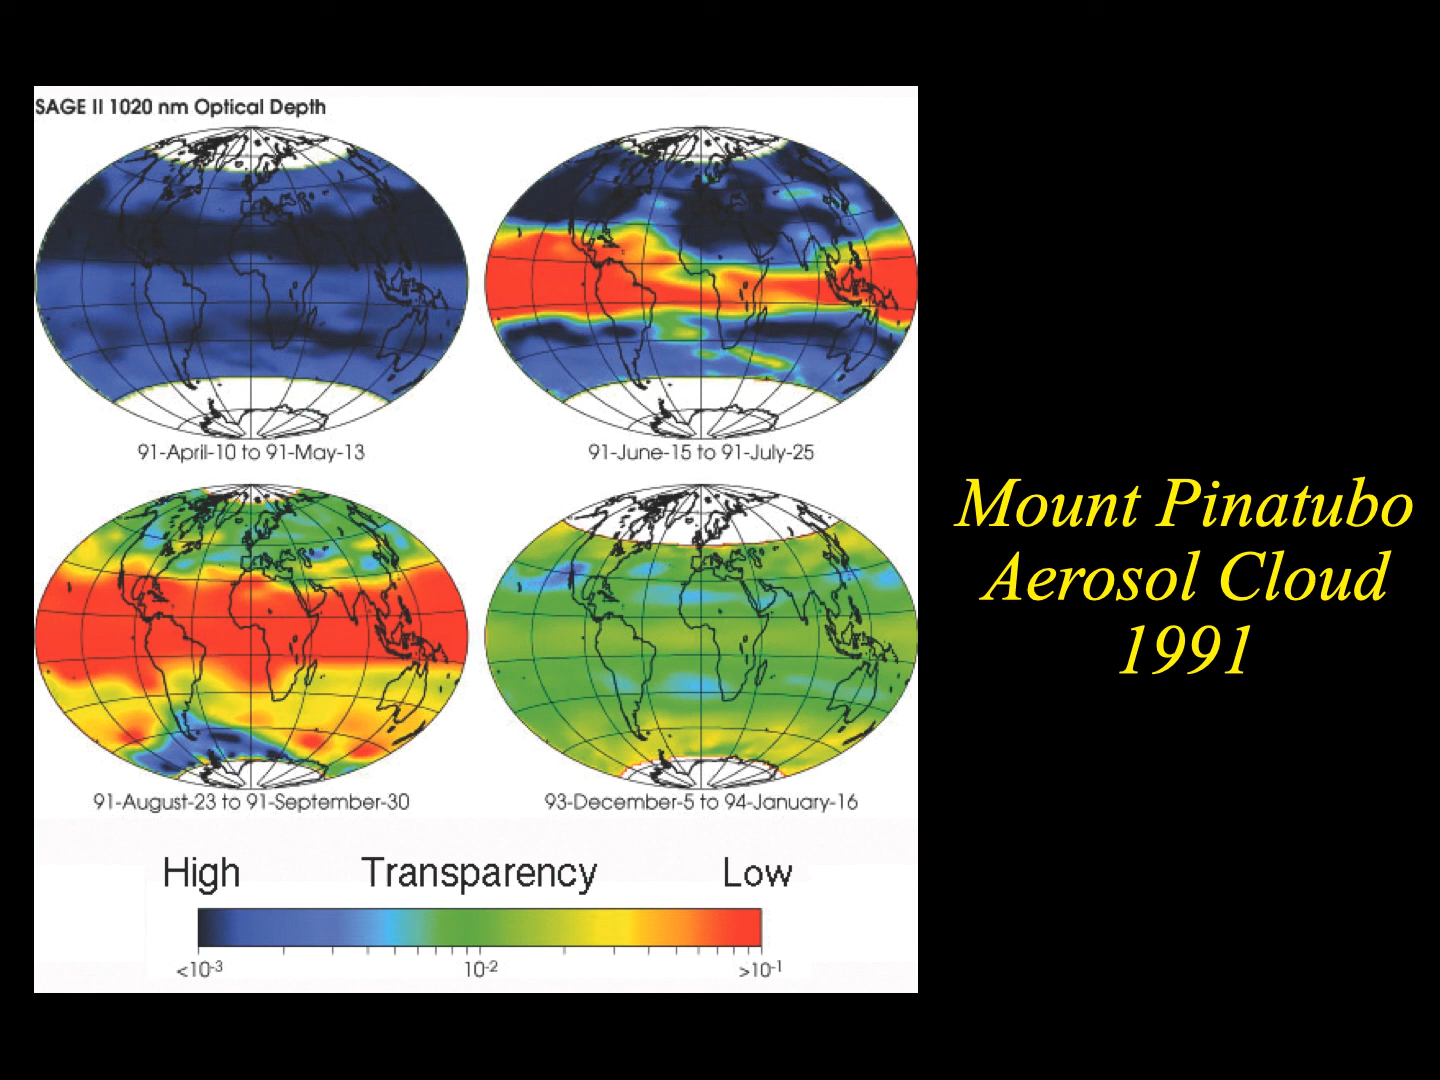 SAGE II 1020 nm Optical Depth
91-April-10 to 91-May-13
91-June-15 to 91-July-25
91-August-23 to 91-September-30
93-December-5 to 94-January-16
High Transparency Low
<10-3 10-2 >10-1
Mount Pinatubo
Aerosol Cloud
1991